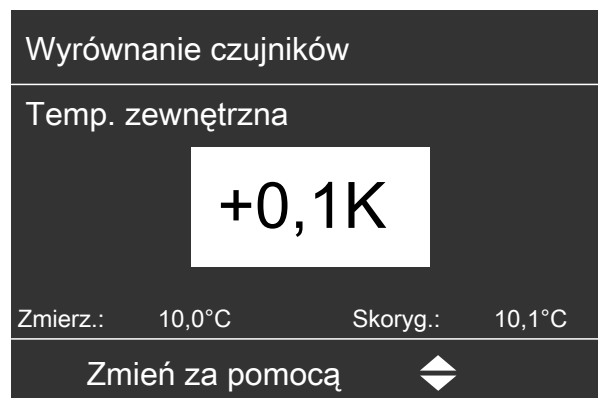 Wyrównanie czujników
Temp. zewnętrzna
+0,1K
Zmierz.: 10,0°C Skoryg.: 10,1°C
Zmień za pomocą